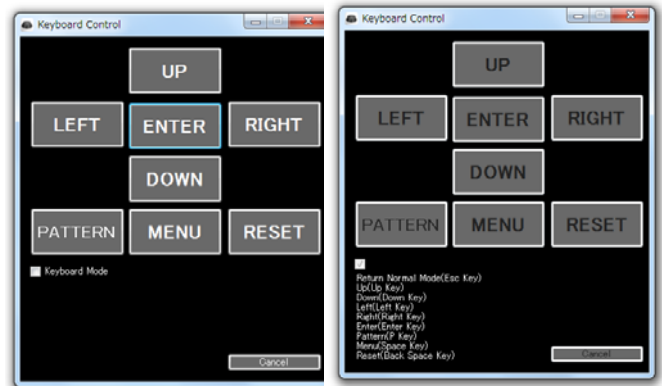 Keyboard Control
UP
LEFT ENTER RIGHT
DOWN
PATTERN MENU RESET
Keyboard Mode
Cancel
Keyboard Control
UP
LEFT ENTER RIGHT
DOWN
PATTERN MENU RESET
Return Normal Mode(Esc Key)
Up(Up Key)
Down(Down Key)
Left(Left Key)
Right(Right Key)
Enter(Enter Key)
Pattern(P Key)
Menu(Space Key)
Reset(Back Space Key)
Cancel